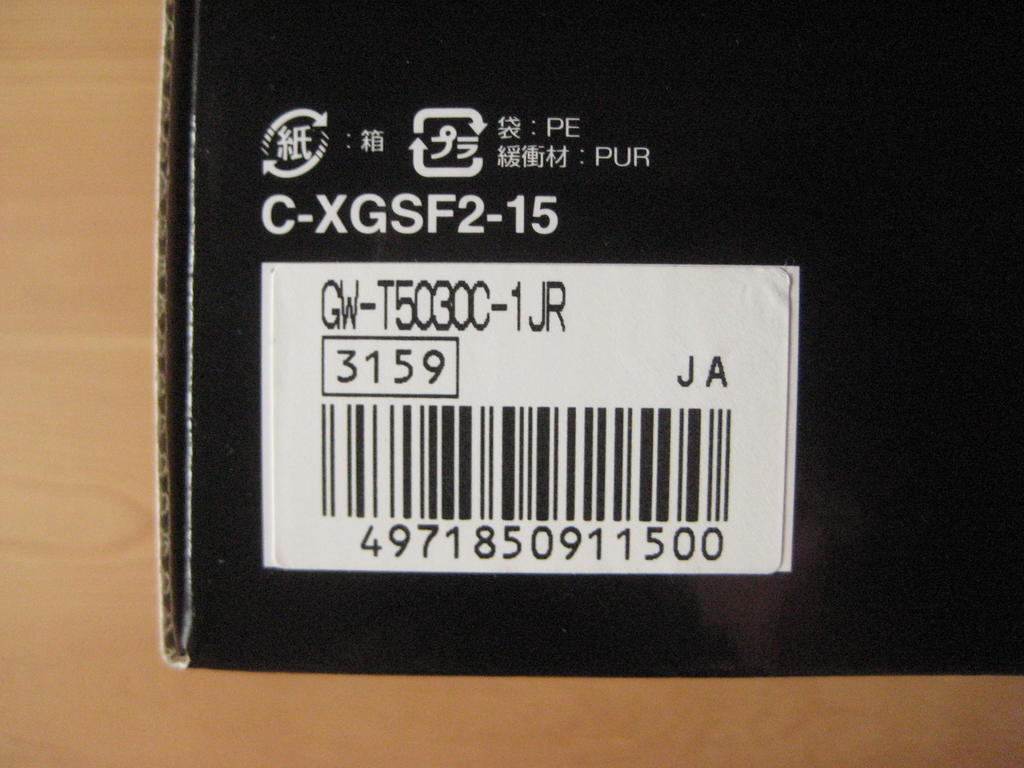 紙 : 箱 プラ 袋 : PE
緩衝材 : PUR
C-XGSF2-15
GW-T5030C-1JR
3159 JA
4971850911500